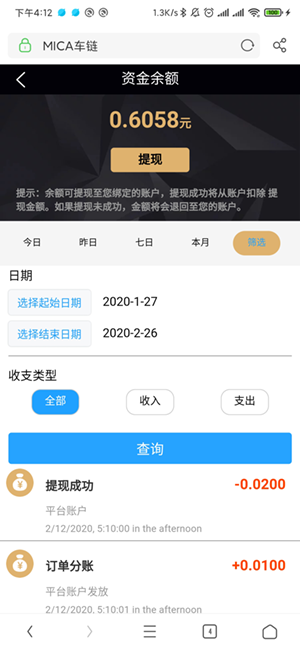 下午4:12
1.3K/s
100
MICA车链
资金余额
0.6058元
提现
提示：余额可提现至您绑定的账户，提现成功将从账户扣除 提
现金额。如果提现未成功，金额将会退回至您的账户。
今日 昨日 七日 本月 筛选
日期
选择起始日期 2020-1-27
选择结束日期 2020-2-26
收支类型
全部 收入 支出
查询
提现成功 -0.0200
平台账户
2/12/2020, 5:10:00 in the afternoon
订单分账 +0.0100
平台账户发放
2/12/2020, 5:10:01 in the afternoon
4